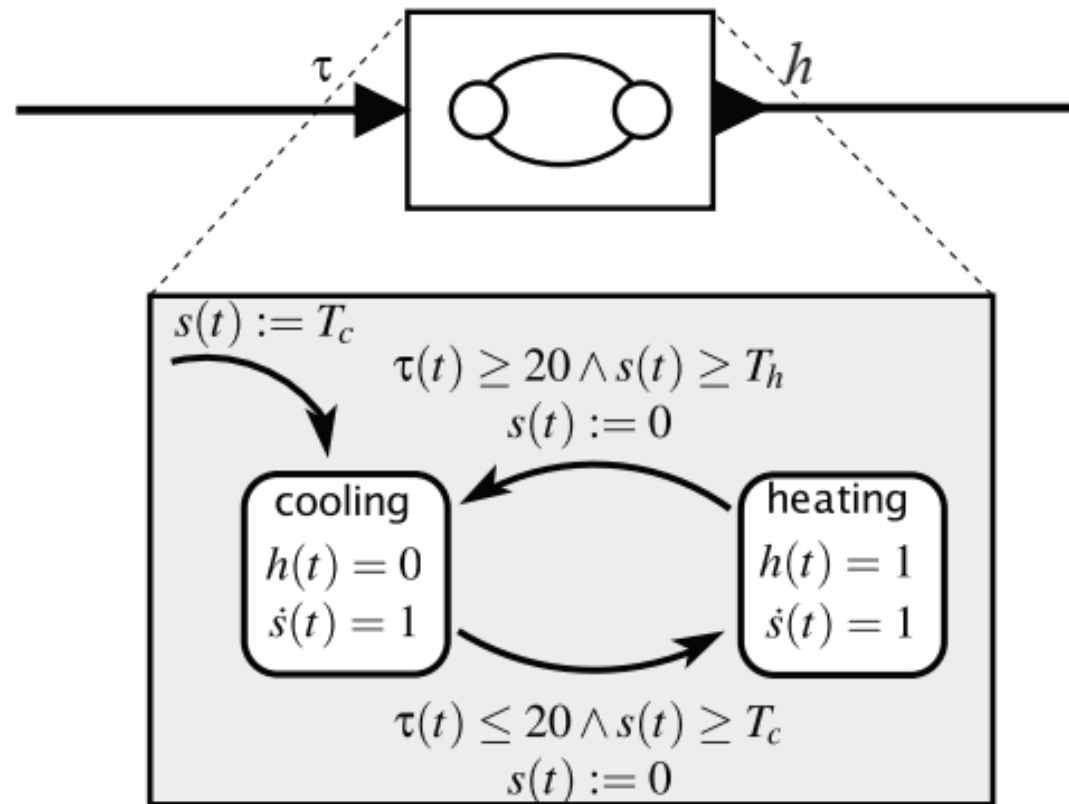 τ
h
s(t) := T_c
τ(t) ≥ 20 ∧ s(t) ≥ T_h
s(t) := 0
cooling
h(t) = 0
ṡ(t) = 1
heating
h(t) = 1
ṡ(t) = 1
τ(t) ≤ 20 ∧ s(t) ≥ T_c
s(t) := 0